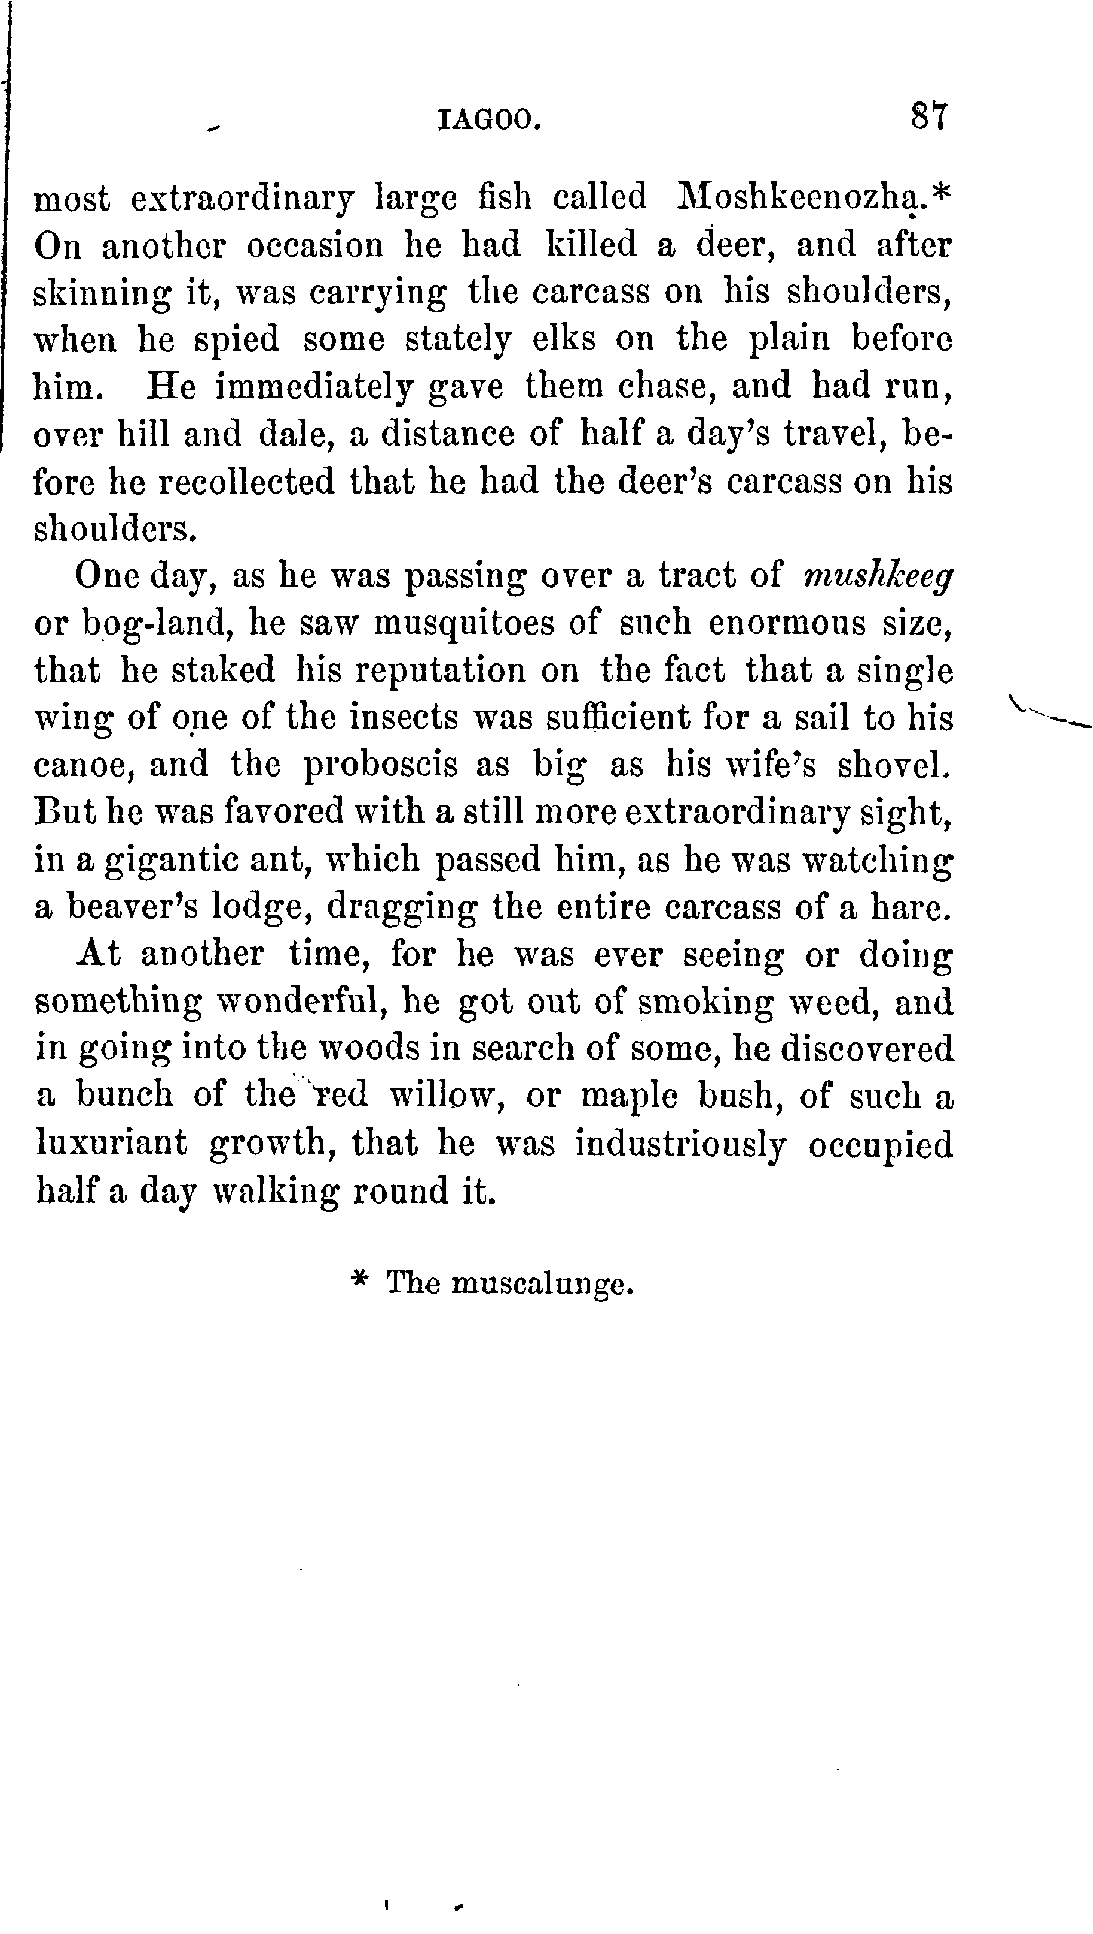 IAGOO. 87
most extraordinary large fish called Moshkeenozha.*
On another occasion he had killed a deer, and after
skinning it, was carrying the carcass on his shoulders,
when he spied some stately elks on the plain before
him. He immediately gave them chase, and had run,
over hill and dale, a distance of half a day's travel, be-
fore he recollected that he had the deer's carcass on his
shoulders.
One day, as he was passing over a tract of mushkeeg
or bog-land, he saw musquitoes of such enormous size,
that he staked his reputation on the fact that a single
wing of one of the insects was sufficient for a sail to his
canoe, and the proboscis as big as his wife's shovel.
But he was favored with a still more extraordinary sight,
in a gigantic ant, which passed him, as he was watching
a beaver's lodge, dragging the entire carcass of a hare.
At another time, for he was ever seeing or doing
something wonderful, he got out of smoking weed, and
in going into the woods in search of some, he discovered
a bunch of the red willow, or maple bush, of such a
luxuriant growth, that he was industriously occupied
half a day walking round it.
* The muscalunge.